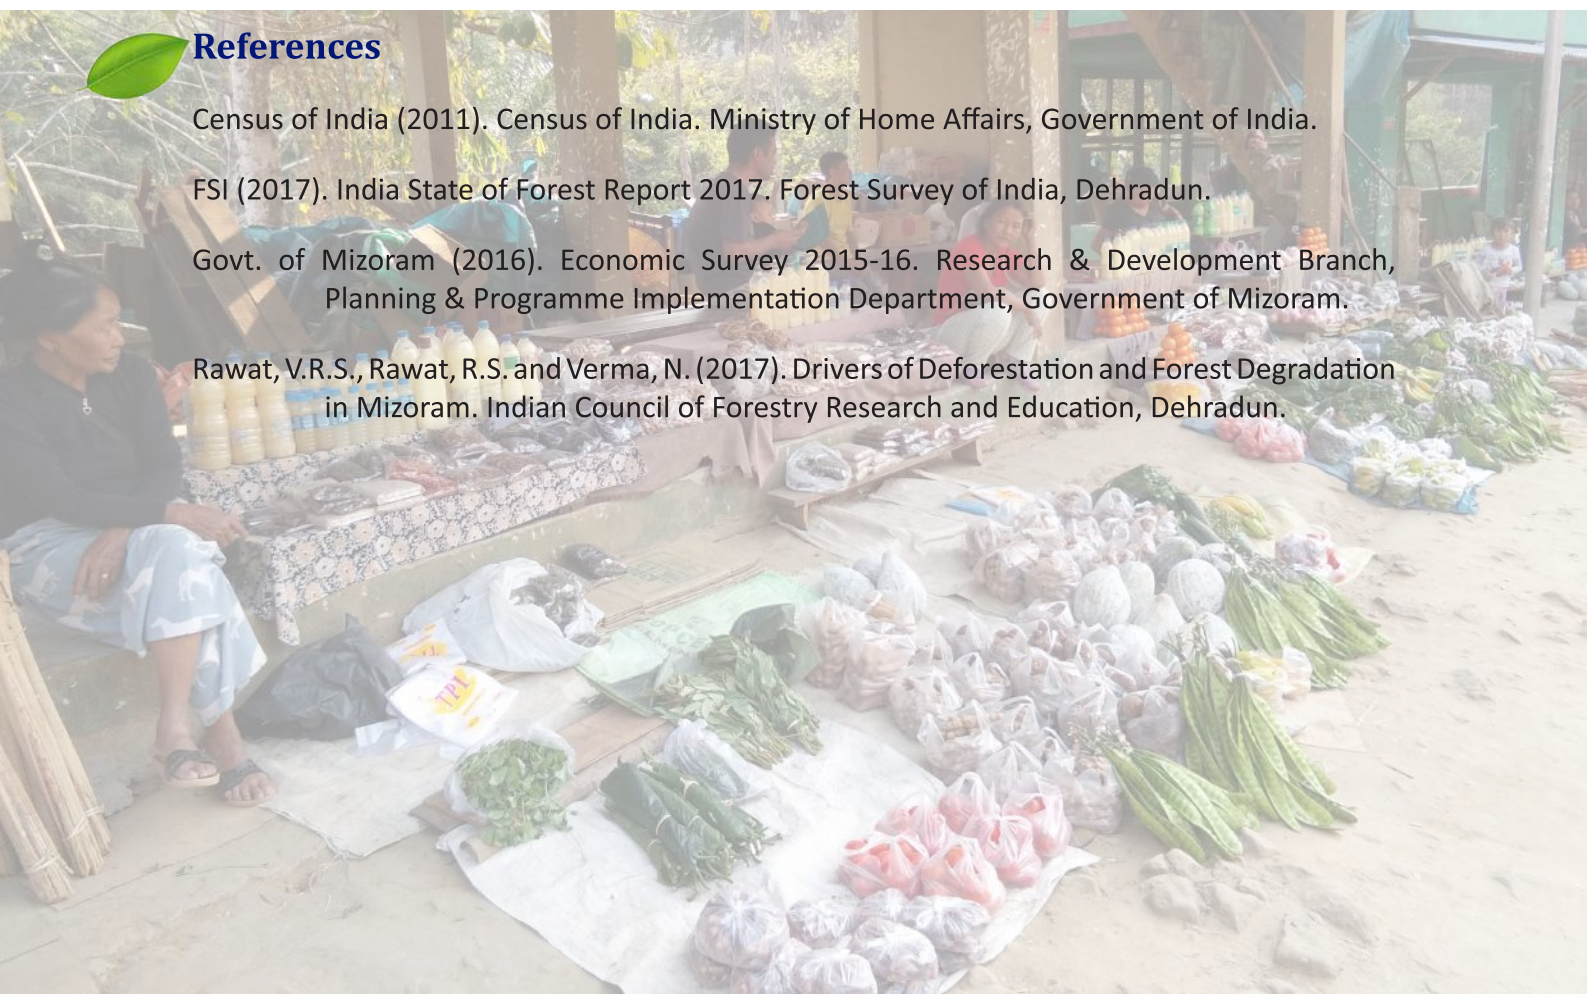 References
Census of India (2011). Census of India. Ministry of Home Affairs, Government of India.
FSI (2017). India State of Forest Report 2017. Forest Survey of India, Dehradun.
Govt. of Mizoram (2016). Economic Survey 2015-16. Research & Development Branch,
Planning & Programme Implementation Department, Government of Mizoram.
Rawat, V.R.S., Rawat, R.S. and Verma, N. (2017). Drivers of Deforestation and Forest Degradation
in Mizoram. Indian Council of Forestry Research and Education, Dehradun.
TPI